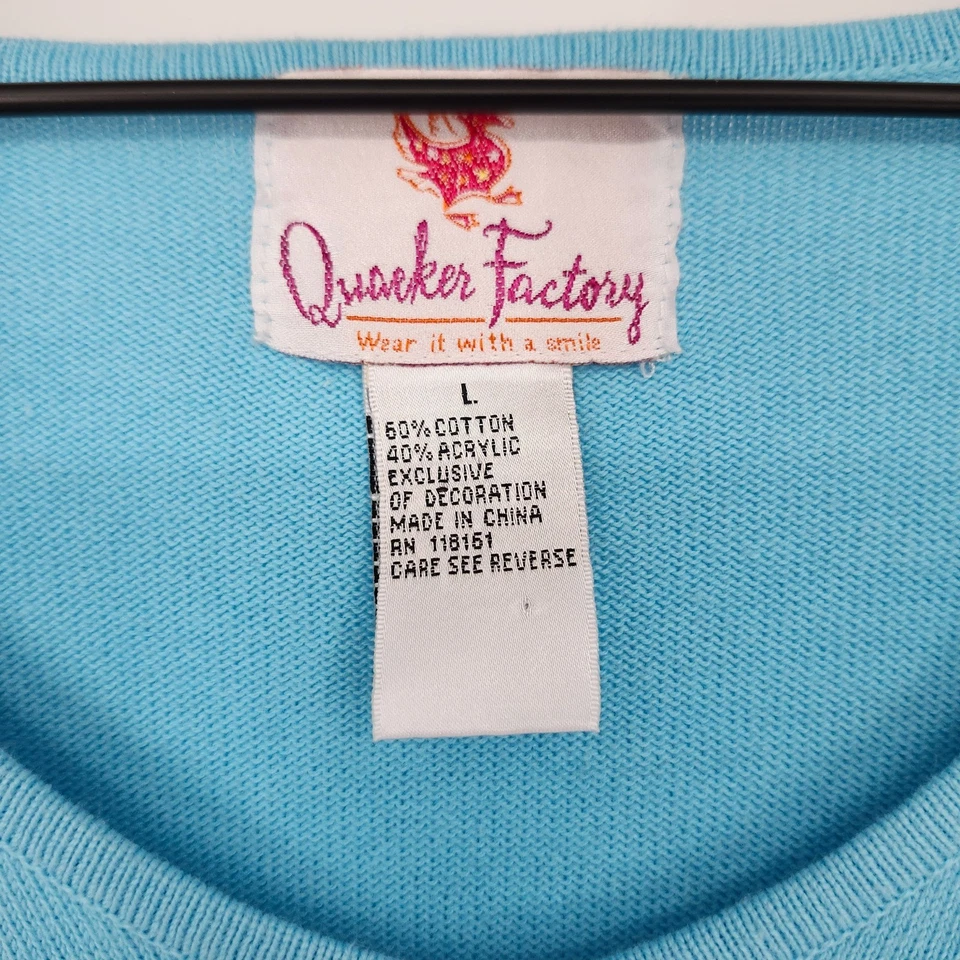 Quacker Factory
Wear it with a smile
L
60% COTTON
40% ACRYLIC
EXCLUSIVE
OF DECORATION
MADE IN CHINA
RN 118151
CARE SEE REVERSE